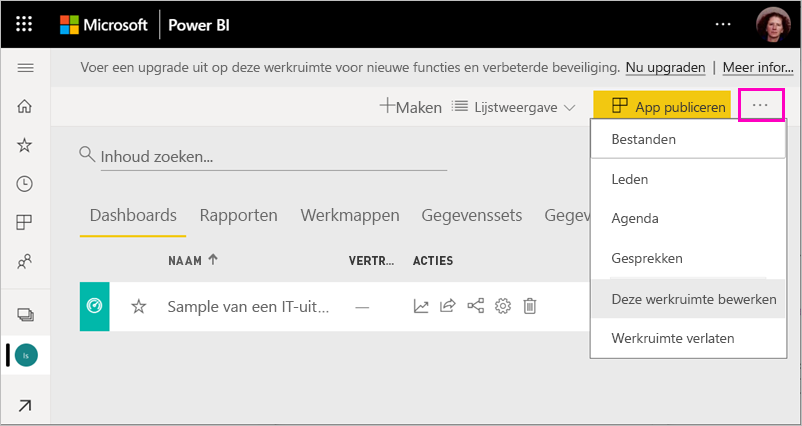 Microsoft Power BI ...
Voer een upgrade uit op deze werkruimte voor nieuwe functies en verbeterde beveiliging. Nu upgraden | Meer infor...
+Maken Lijstweergave App publiceren ...
Inhoud zoeken...
Dashboards Rapporten Werkmappen Gegevenssets Gegev
NAAM VERTR... ACTIES
Sample van een IT-uit... —
Bestanden
Leden
Agenda
Gesprekken
Deze werkruimte bewerken
Werkruimte verlaten
Is